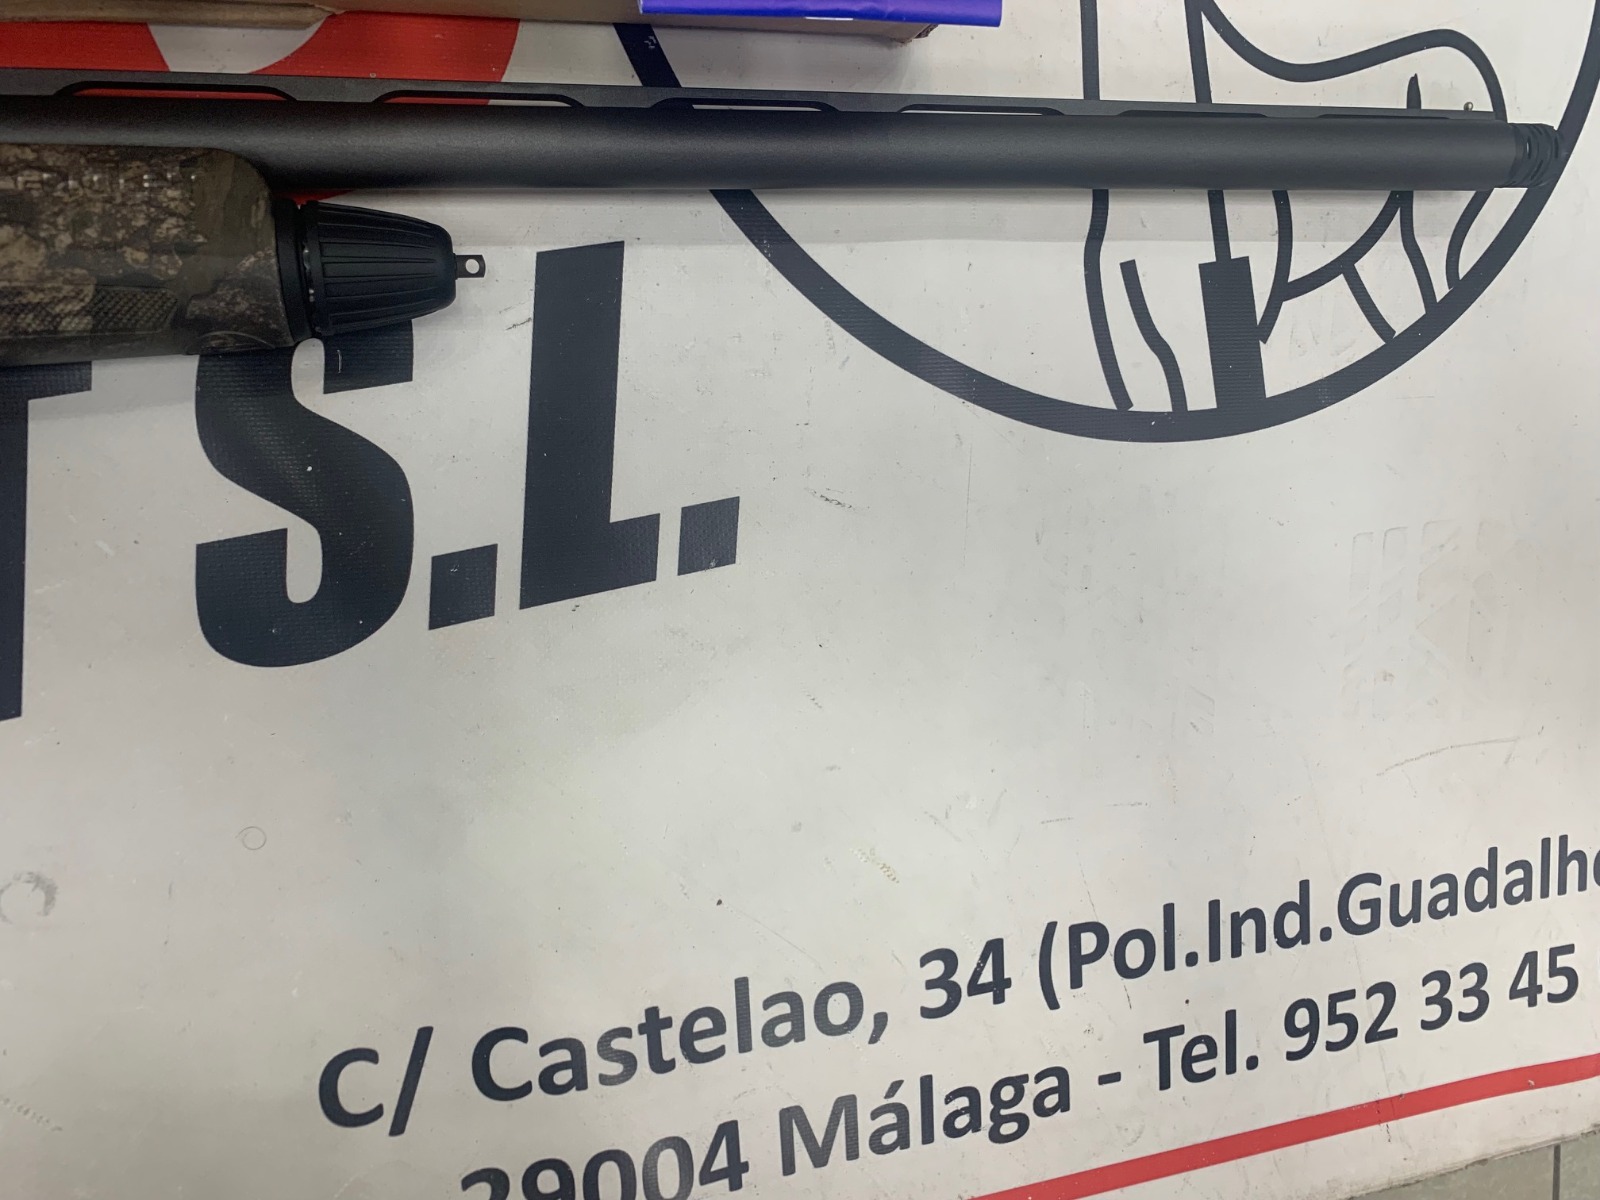 T S.L.
C/ Castelao, 34 (Pol.Ind.Guadalho
29004 Málaga - Tel. 952 33 45